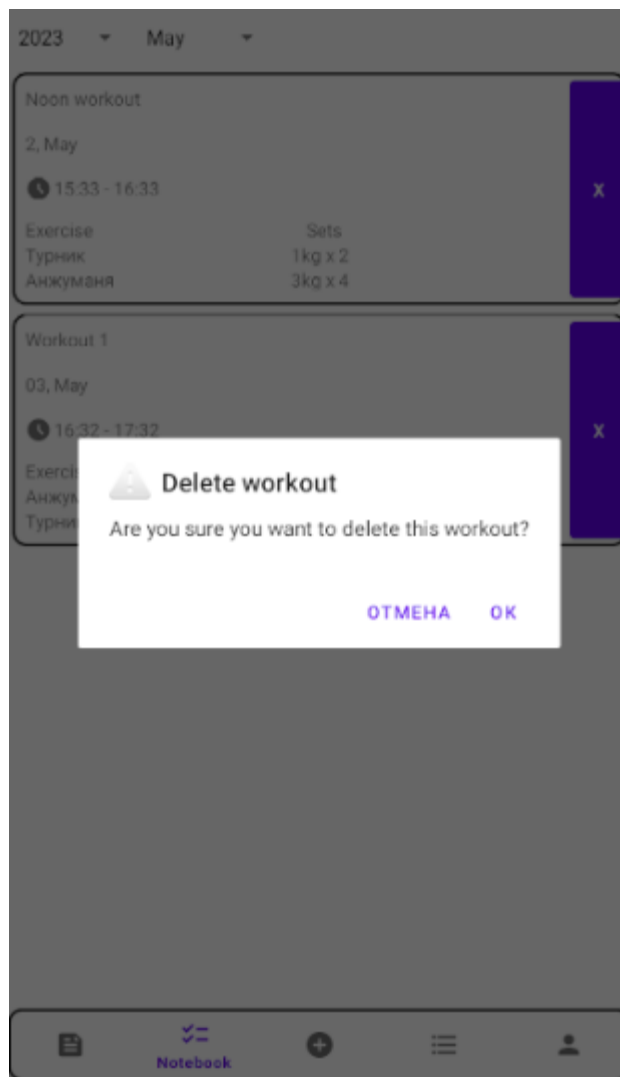 2023 May
Noon workout
2, May
15:33 - 16:33
X
Exercise Sets
Турник 1kg x 2
Анжуманя 3kg x 4
Workout 1
03, May
16:32 - 17:32
X
Delete workout
Are you sure you want to delete this workout?
ОТМЕНА OK
Notebook